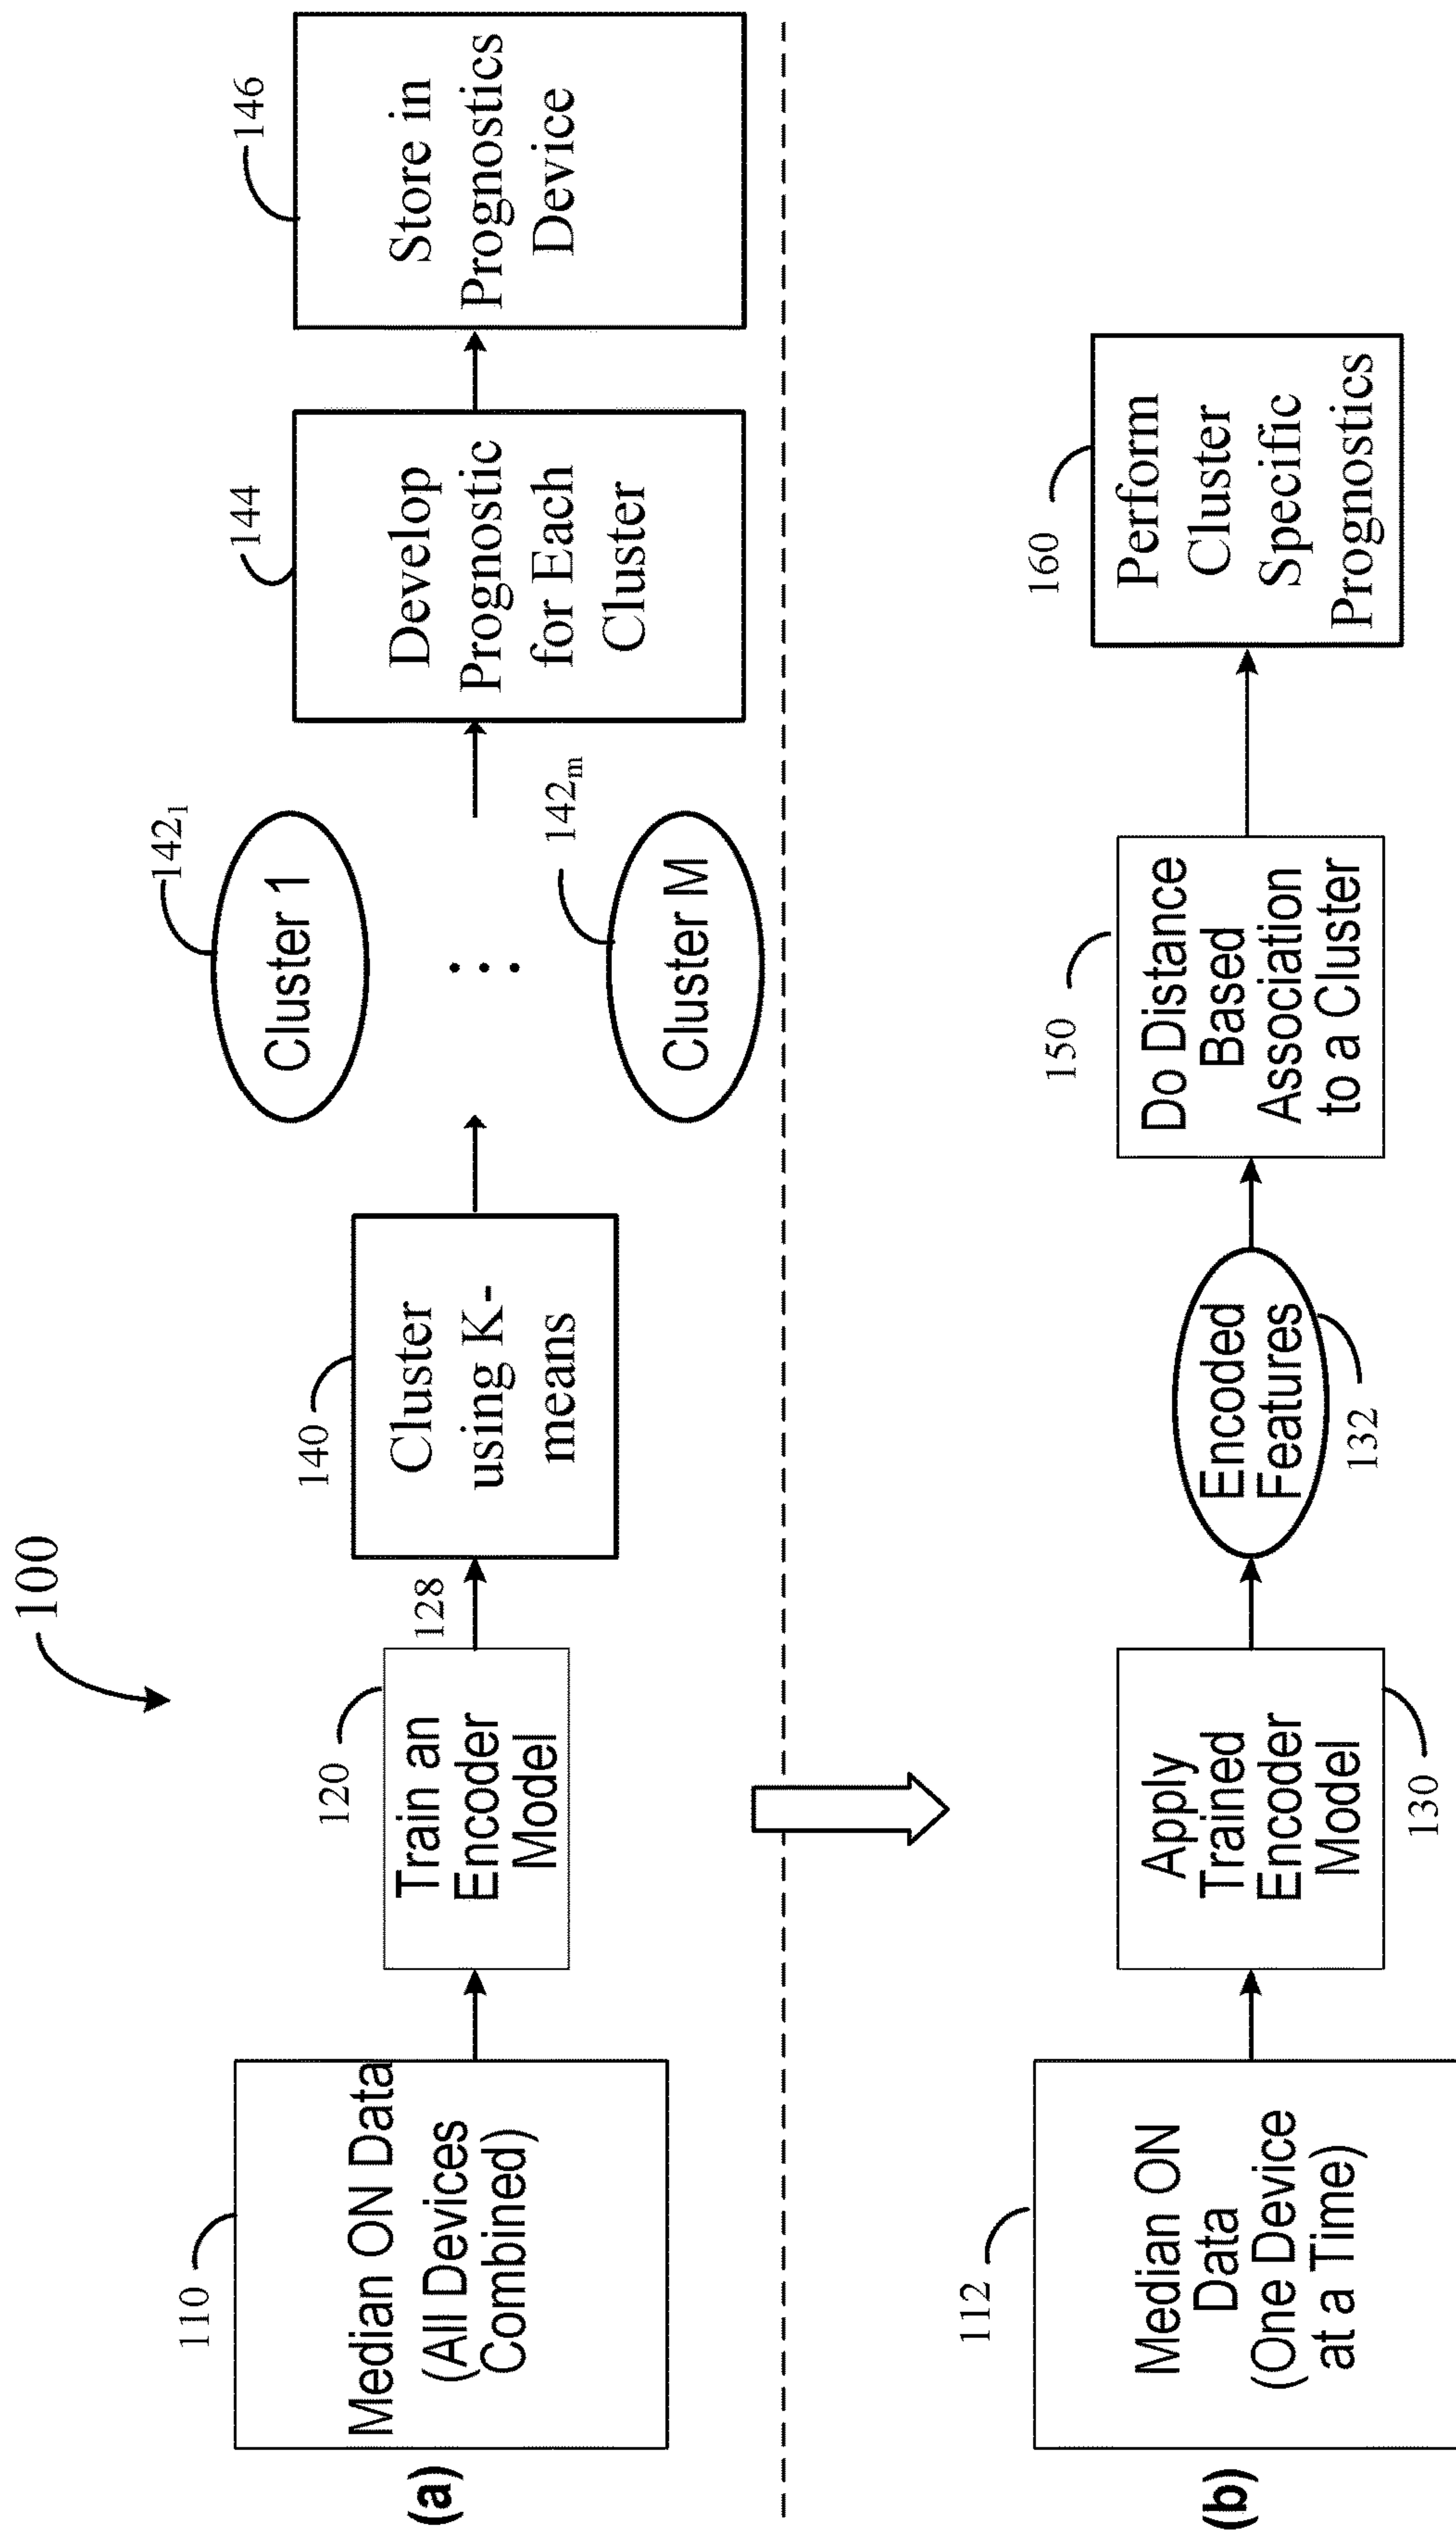 100
(a)
110
Median ON Data
(All Devices
Combined)
120
Train an
Encoder
Model
128
140
Cluster
using K-
means
142₁
Cluster 1
142ₘ
Cluster M
144
Develop
Prognostic
for Each
Cluster
146
Store in
Prognostics
Device
(b)
112
Median ON
Data
(One Device
at a Time)
Apply
Trained
Encoder
Model
130
Encoded
Features
132
150
Do Distance
Based
Association
to a Cluster
160
Perform
Cluster
Specific
Prognostics